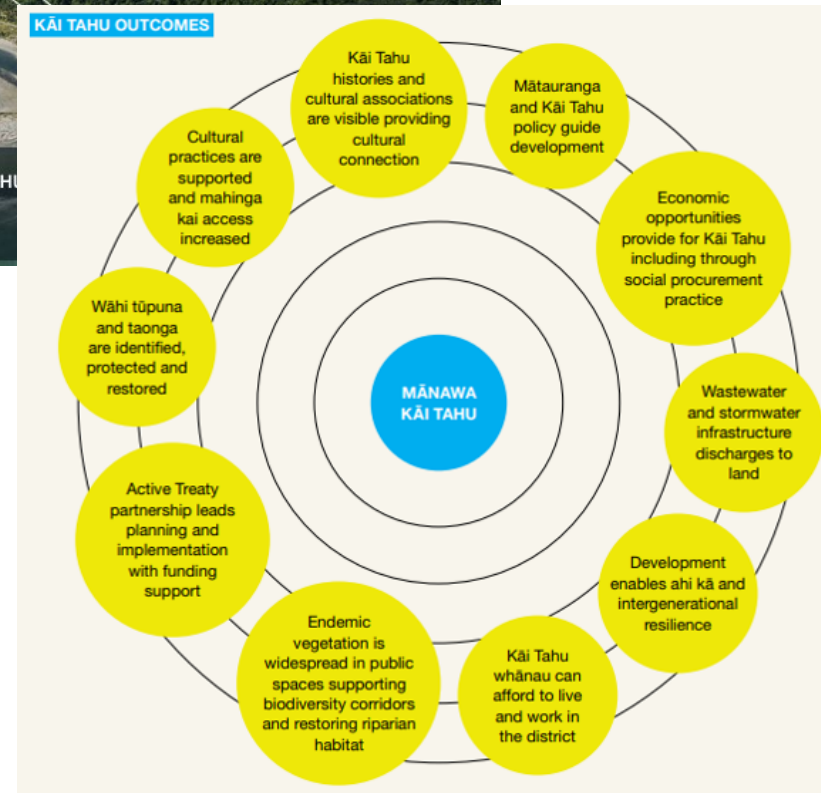 KĀI TAHU OUTCOMES
Kāi Tahu
histories and
cultural associations
are visible providing
cultural
connection
Mātauranga
and Kāi Tahu
policy guide
development
Economic
opportunities
provide for Kāi Tahu
including through
social procurement
practice
Wastewater
and stormwater
infrastructure
discharges to
land
Development
enables ahi kā and
intergenerational
resilience
Kāi Tahu
whānau can
afford to live
and work in
the district
Endemic
vegetation is
widespread in public
spaces supporting
biodiversity corridors
and restoring riparian
habitat
Active Treaty
partnership leads
planning and
implementation
with funding
support
Wāhi tūpuna
and taonga
are identified,
protected and
restored
Cultural
practices are
supported
and mahinga
kai access
increased
MĀNAWA
KĀI TAHU